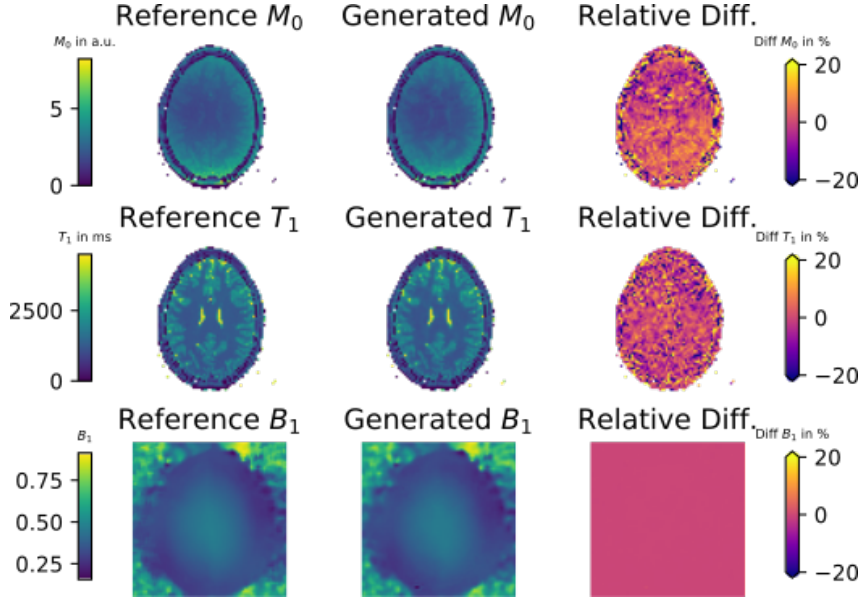 Reference M₀ Generated M₀ Relative Diff.
M₀ in a.u.
Diff M₀ in %
5
0
20
0
−20
Reference T₁ Generated T₁ Relative Diff.
T₁ in ms
Diff T₁ in %
2500
0
20
0
−20
Reference B₁ Generated B₁ Relative Diff.
B₁
Diff B₁ in %
0.75
0.50
0.25
20
0
−20